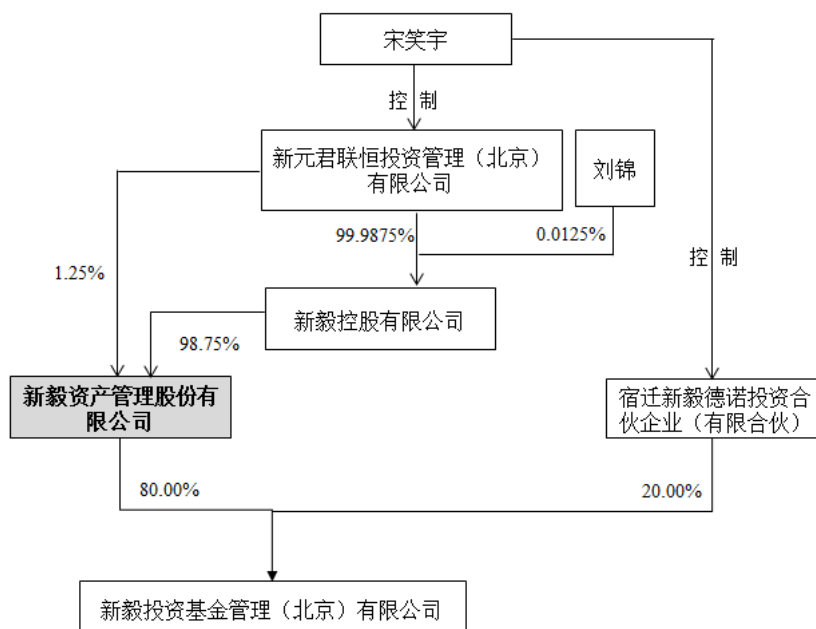 宋笑宇
控 制
新元君联恒投资管理（北京）
有限公司
刘锦
99.9875%
0.0125%
1.25%
控 制
新毅控股有限公司
98.75%
新毅资产管理股份有
限公司
宿迁新毅德诺投资合
伙企业（有限合伙）
80.00%
20.00%
新毅投资基金管理（北京）有限公司